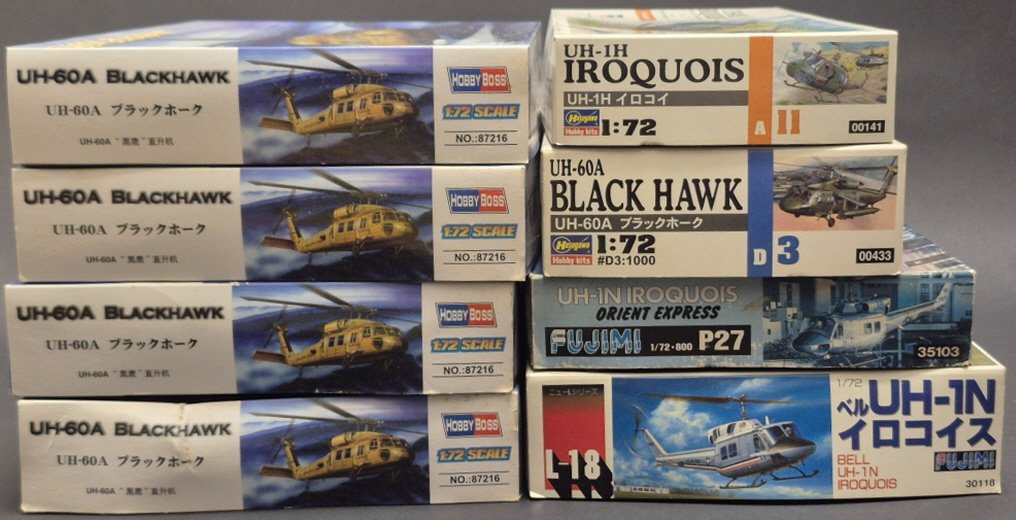 UH-60A BLACKHAWK
UH-60A ブラックホーク
UH-60A "黑鹰"直升机
HOBBY BOSS
1:72 SCALE
NO.:87216
UH-60A BLACKHAWK
UH-60A ブラックホーク
UH-60A "黑鹰"直升机
HOBBY BOSS
1:72 SCALE
NO.:87216
UH-60A BLACKHAWK
UH-60A ブラックホーク
UH-60A "黑鹰"直升机
HOBBY BOSS
1:72 SCALE
NO.:87216
UH-60A BLACKHAWK
UH-60A ブラックホーク
UH-60A "黑鹰"直升机
HOBBY BOSS
1:72 SCALE
NO.:87216
UH-1H
IROQUOIS
UH-1H イロコイ
Hasegawa
Hobby kits
1:72
A 11
00141
UH-60A
BLACK HAWK
UH-60A ブラックホーク
Hasegawa
Hobby kits
1:72
#D3:1000
D 3
00433
UH-1N IROQUOIS
ORIENT EXPRESS
FUJIMI 1/72・800 P27
35103
ニューLシリーズ
L-18
1/72
ベル UH-1N
イロコイス
BELL
UH-1N
IROQUOIS
FUJIMI
30118